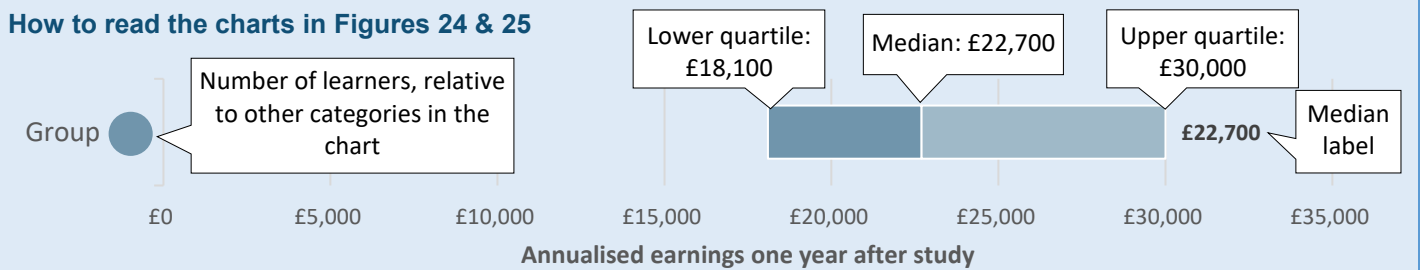 How to read the charts in Figures 24 & 25
Lower quartile:
£18,100
Median: £22,700
Upper quartile:
£30,000
Number of learners, relative
to other categories in the
chart
Group
£22,700
Median
label
£0
£5,000
£10,000
£15,000
£20,000
£25,000
£30,000
£35,000
Annualised earnings one year after study